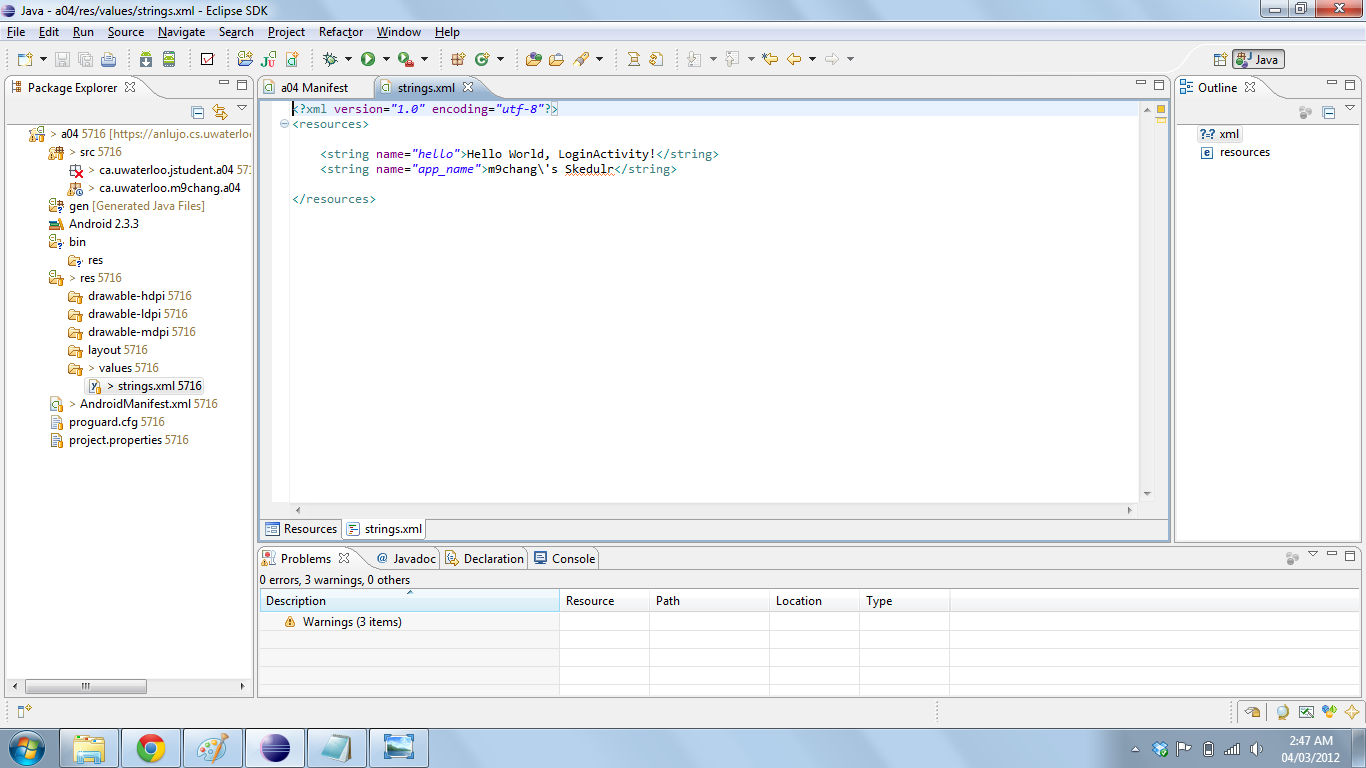 Java - a04/res/values/strings.xml - Eclipse SDK
File Edit Run Source Navigate Search Project Refactor Window Help
Java
Package Explorer
a04 5716 [https://anlujo.cs.uwaterloo
> src 5716
> ca.uwaterloo.jstudent.a04 571
> ca.uwaterloo.m9chang.a04
gen [Generated Java Files]
Android 2.3.3
bin
res
> res 5716
drawable-hdpi 5716
drawable-ldpi 5716
drawable-mdpi 5716
layout 5716
> values 5716
> strings.xml 5716
> AndroidManifest.xml 5716
proguard.cfg 5716
project.properties 5716
a04 Manifest strings.xml
<?xml version="1.0" encoding="utf-8"?>
<resources>
<string name="hello">Hello World, LoginActivity!</string>
<string name="app_name">m9chang\'s Skedulr</string>
</resources>
Resources strings.xml
Outline
xml
resources
Problems @ Javadoc Declaration Console
0 errors, 3 warnings, 0 others
Description Resource Path Location Type
Warnings (3 items)
2:47 AM
04/03/2012